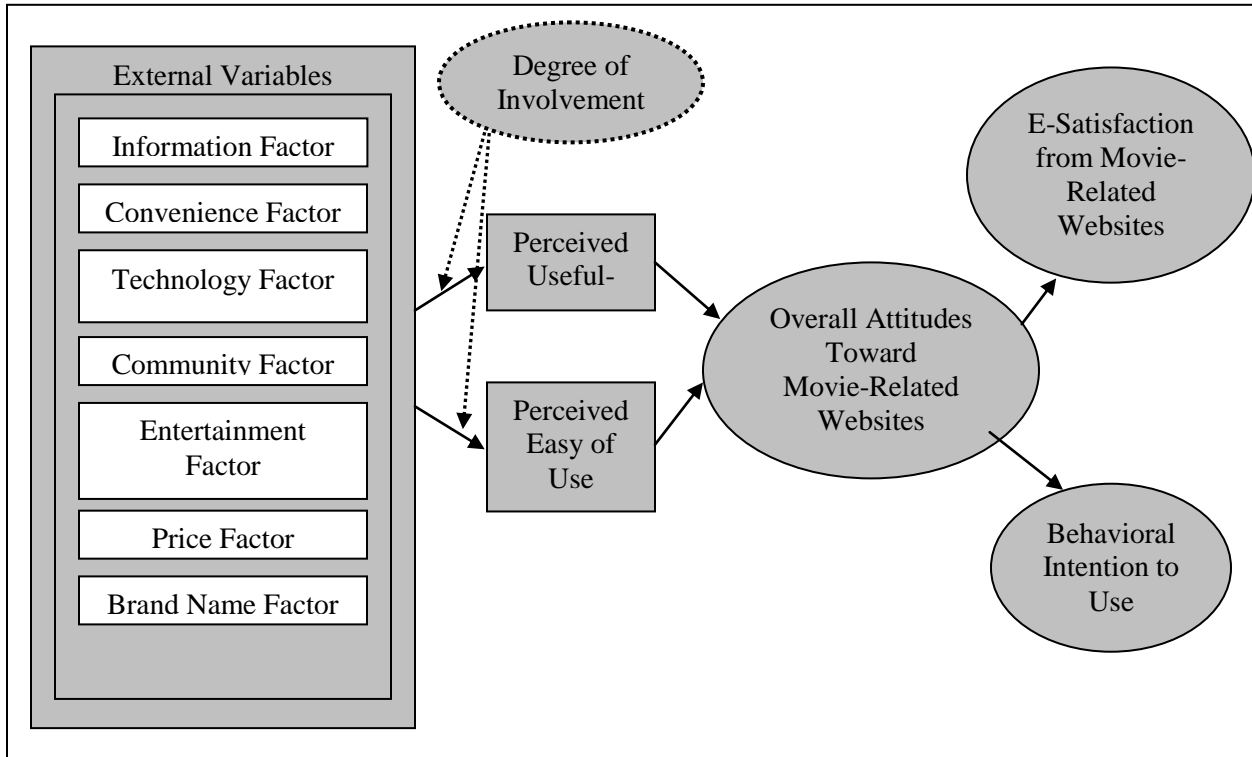 External Variables
Information Factor
Convenience Factor
Technology Factor
Community Factor
Entertainment
Factor
Price Factor
Brand Name Factor
Degree of
Involvement
Perceived
Useful-
Perceived
Easy of
Use
Overall Attitudes
Toward
Movie-Related
Websites
E-Satisfaction
from Movie-
Related
Websites
Behavioral
Intention to
Use